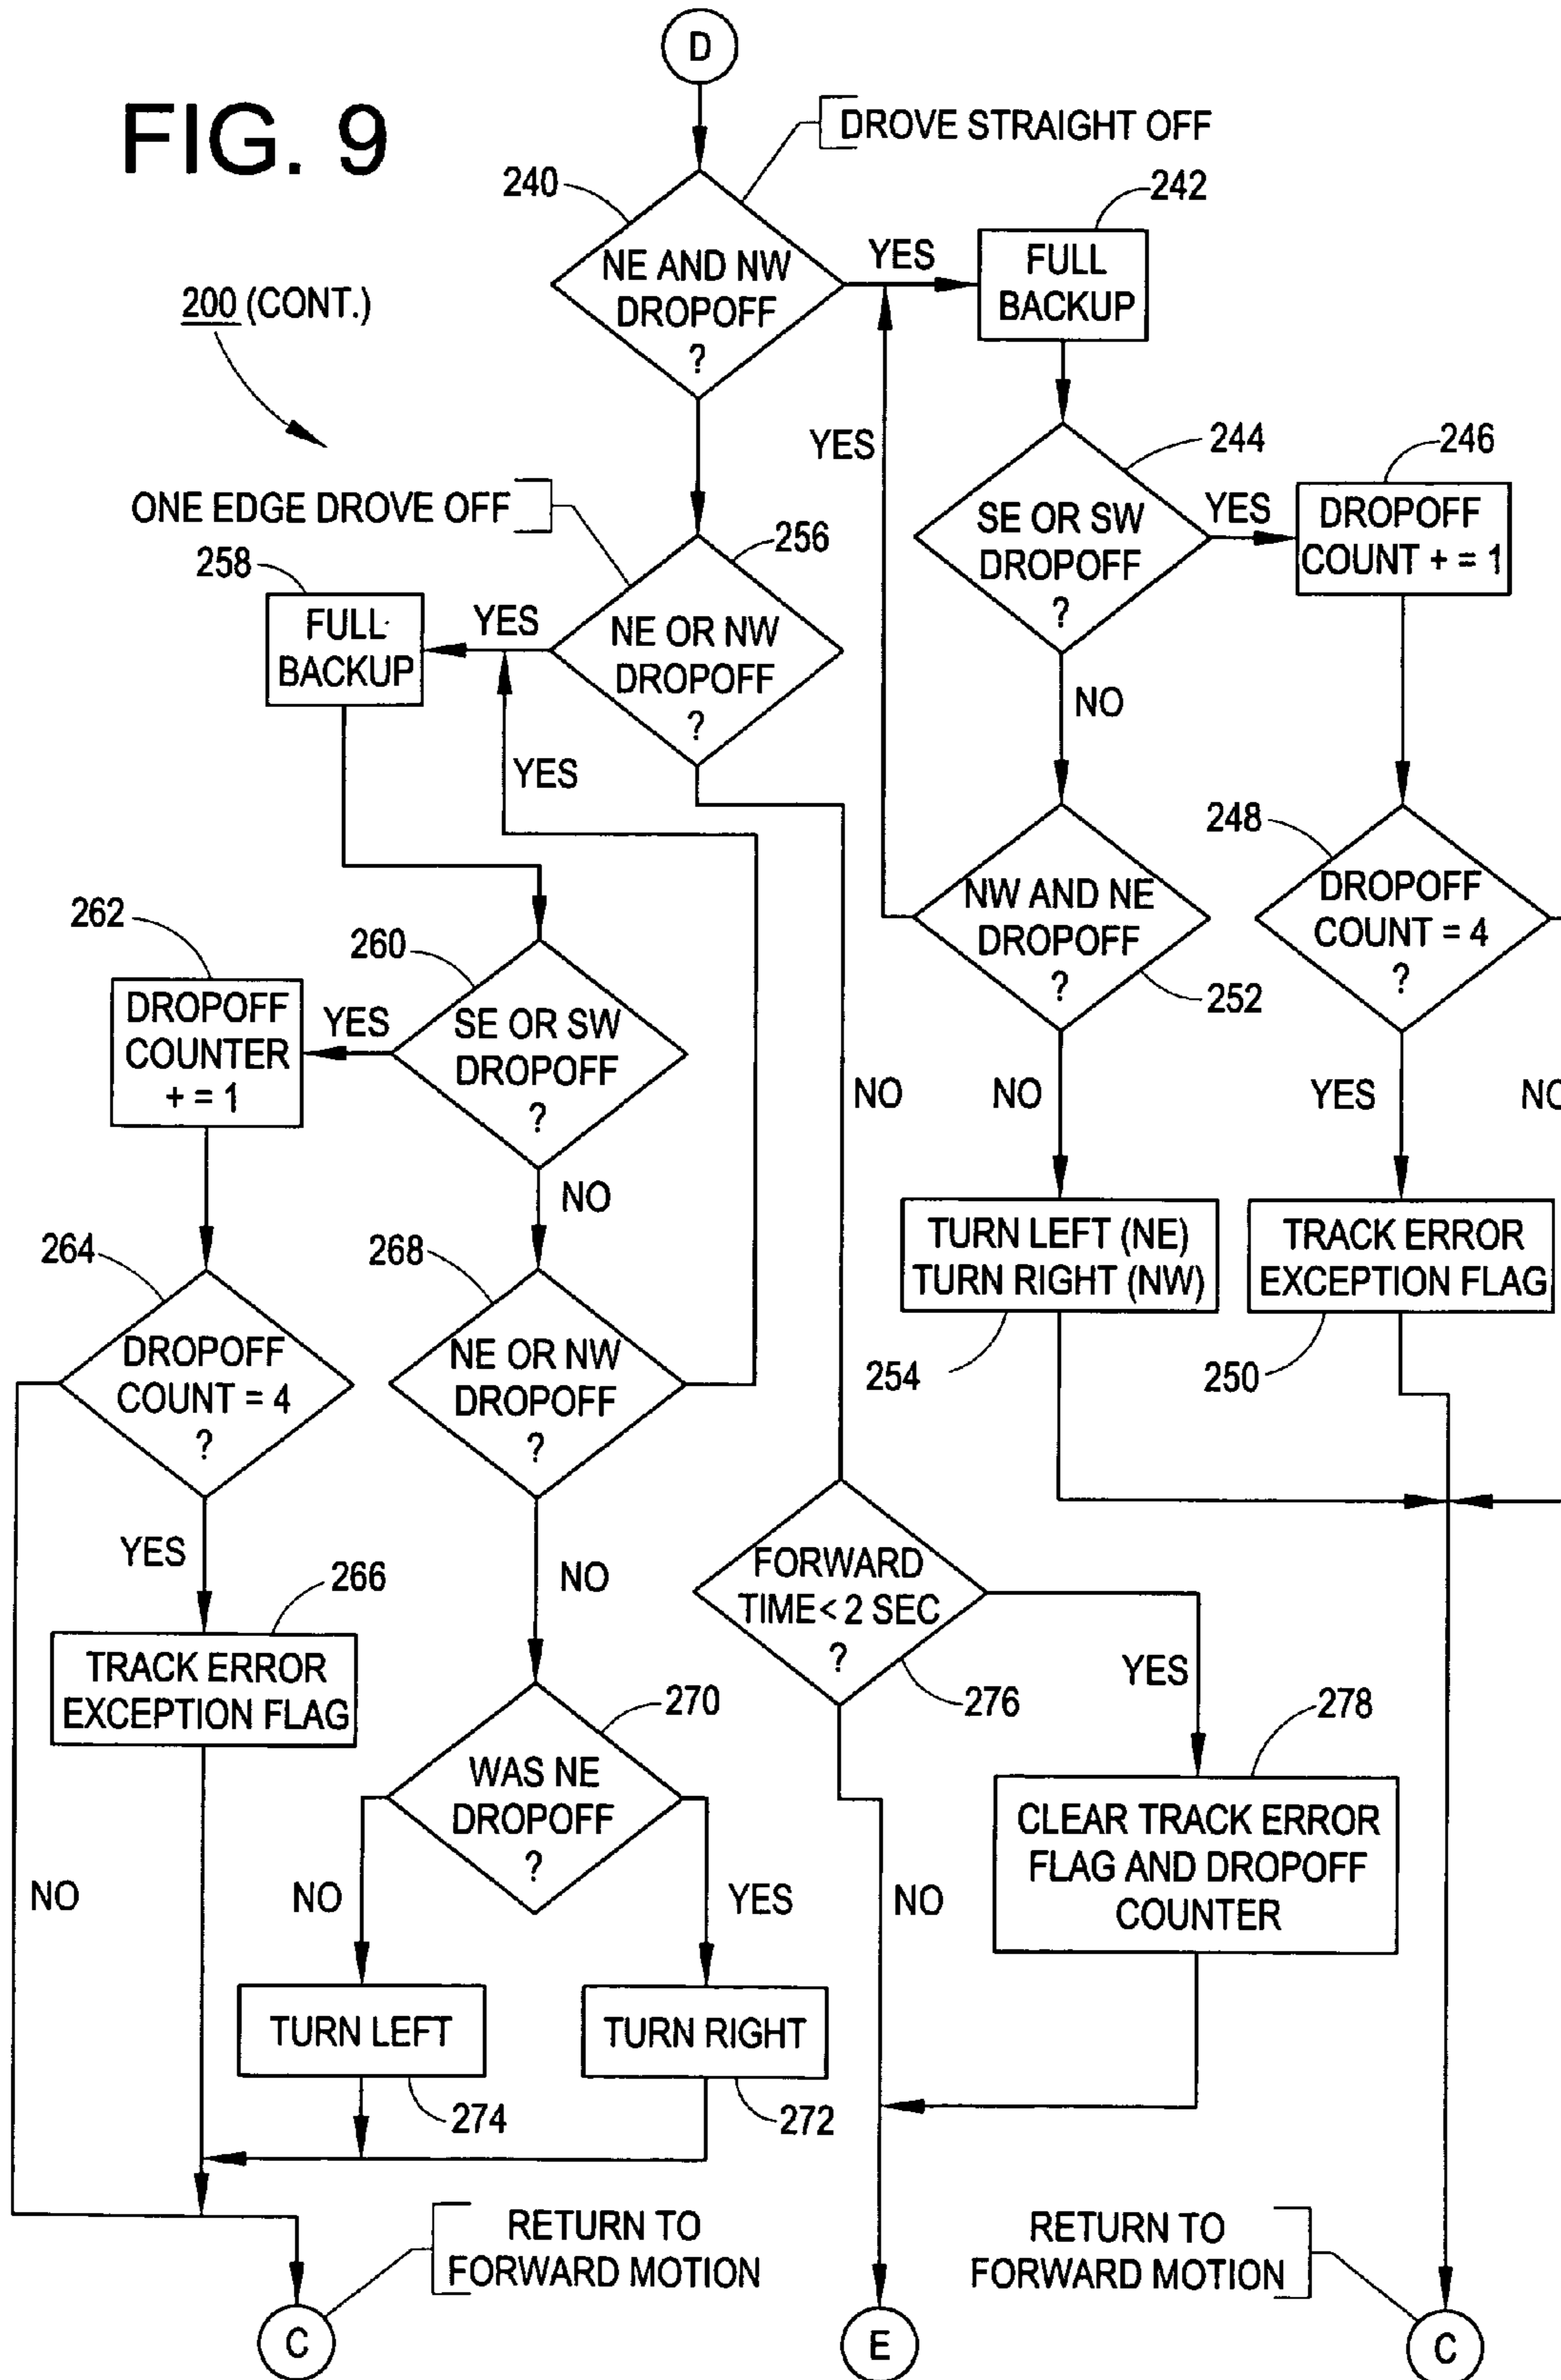 D
FIG. 9
DROVE STRAIGHT OFF
240
242
NE AND NW
DROPOFF
?
YES
FULL
BACKUP
200 (CONT.)
YES
244
246
ONE EDGE DROVE OFF
256
SE OR SW
DROPOFF
?
YES
DROPOFF
COUNT + = 1
258
FULL
BACKUP
YES
NE OR NW
DROPOFF
?
NO
YES
248
262
260
NW AND NE
DROPOFF
?
252
DROPOFF
COUNT = 4
?
DROPOFF
COUNTER
+ = 1
YES
SE OR SW
DROPOFF
?
NO
NO
YES
NO
NO
264
268
TURN LEFT (NE)
TURN RIGHT (NW)
TRACK ERROR
EXCEPTION FLAG
254
250
DROPOFF
COUNT = 4
?
NE OR NW
DROPOFF
?
YES
266
NO
FORWARD
TIME< 2 SEC
?
YES
276
278
TRACK ERROR
EXCEPTION FLAG
270
WAS NE
DROPOFF
?
CLEAR TRACK ERROR
FLAG AND DROPOFF
COUNTER
NO
NO
YES
NO
TURN LEFT
TURN RIGHT
274
272
RETURN TO
FORWARD MOTION
RETURN TO
FORWARD MOTION
C
E
C